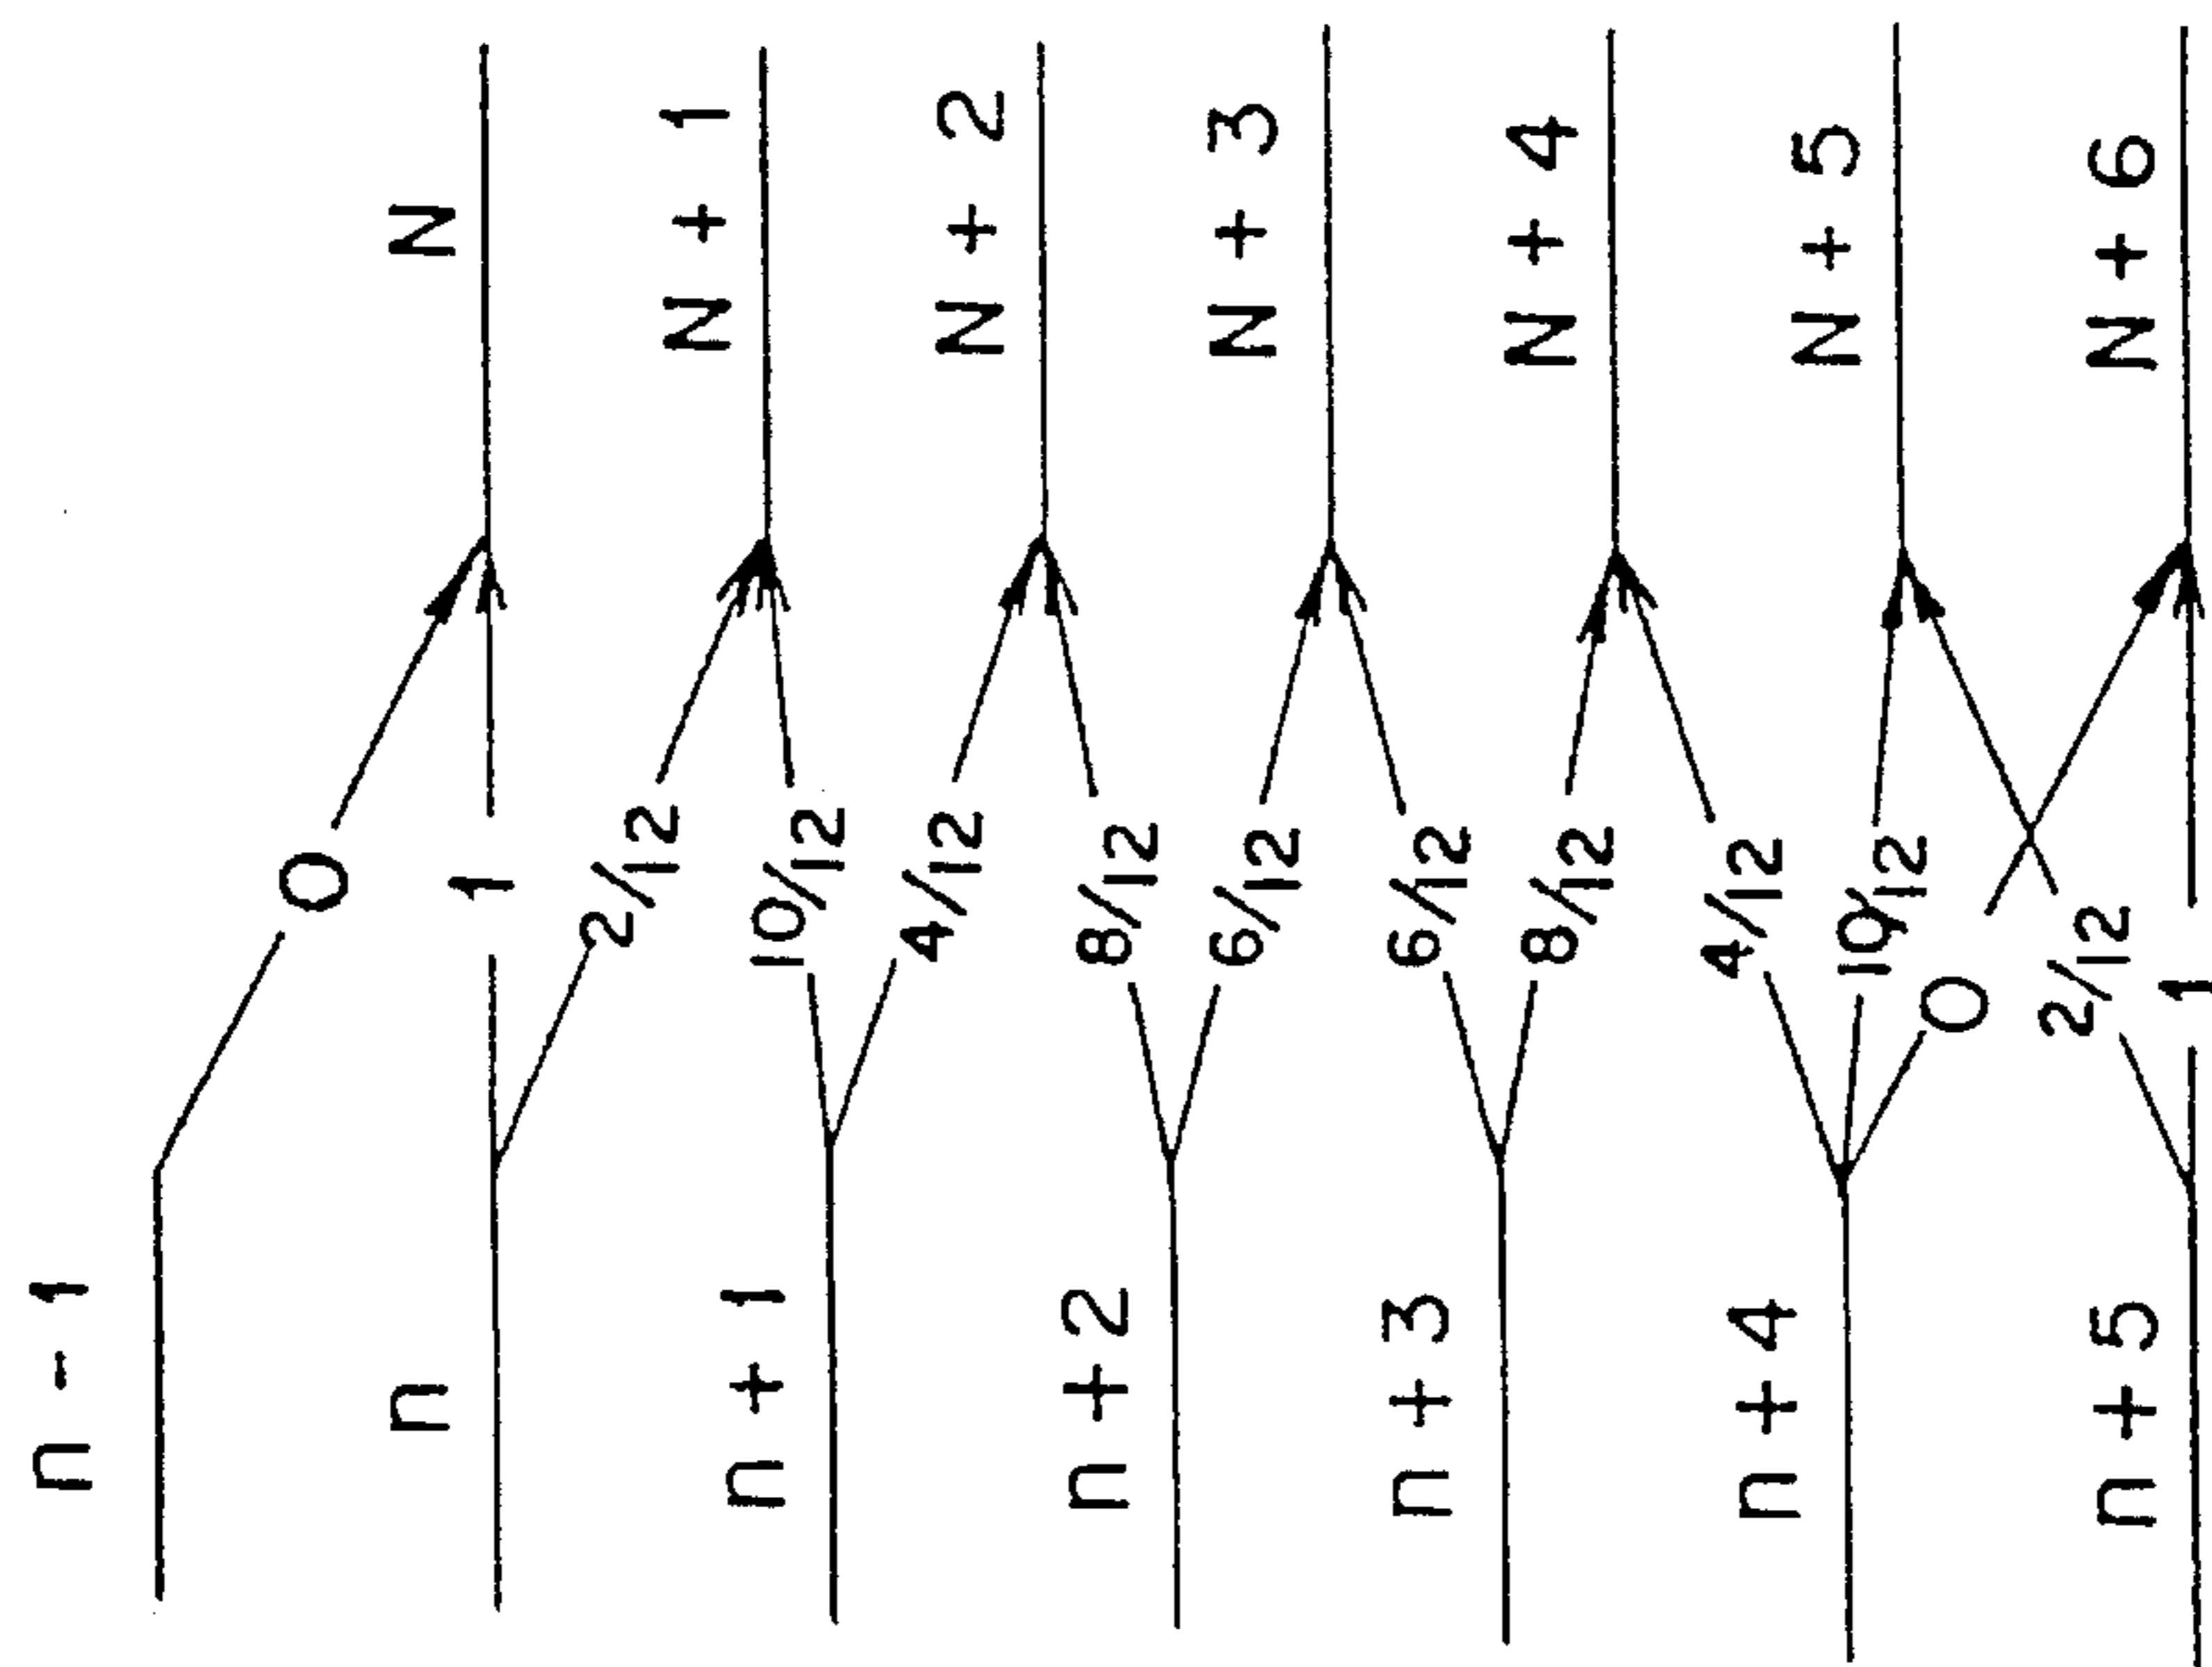 n - 1
n
n + 1
n + 2
n + 3
n + 4
n + 5
0
1
2/12
10/12
4/12
8/12
6/12
6/12
8/12
4/12
10/12
0
2/12
1
N
N + 1
N + 2
N + 3
N + 4
N + 5
N + 6